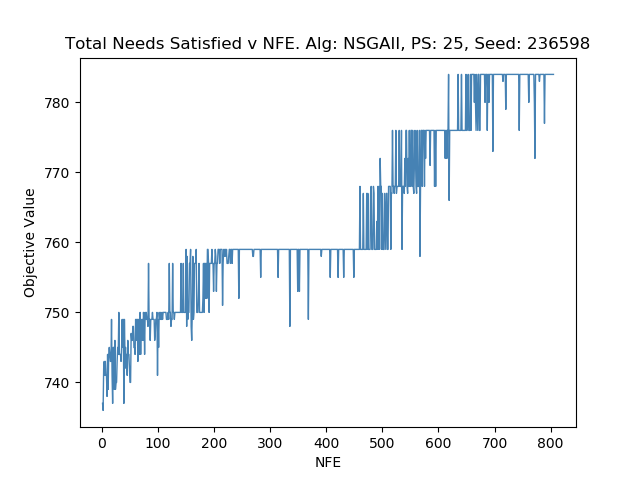 Total Needs Satisfied v NFE. Alg: NSGAII, PS: 25, Seed: 236598
780
770
760
750
740
Objective Value
0 100 200 300 400 500 600 700 800
NFE